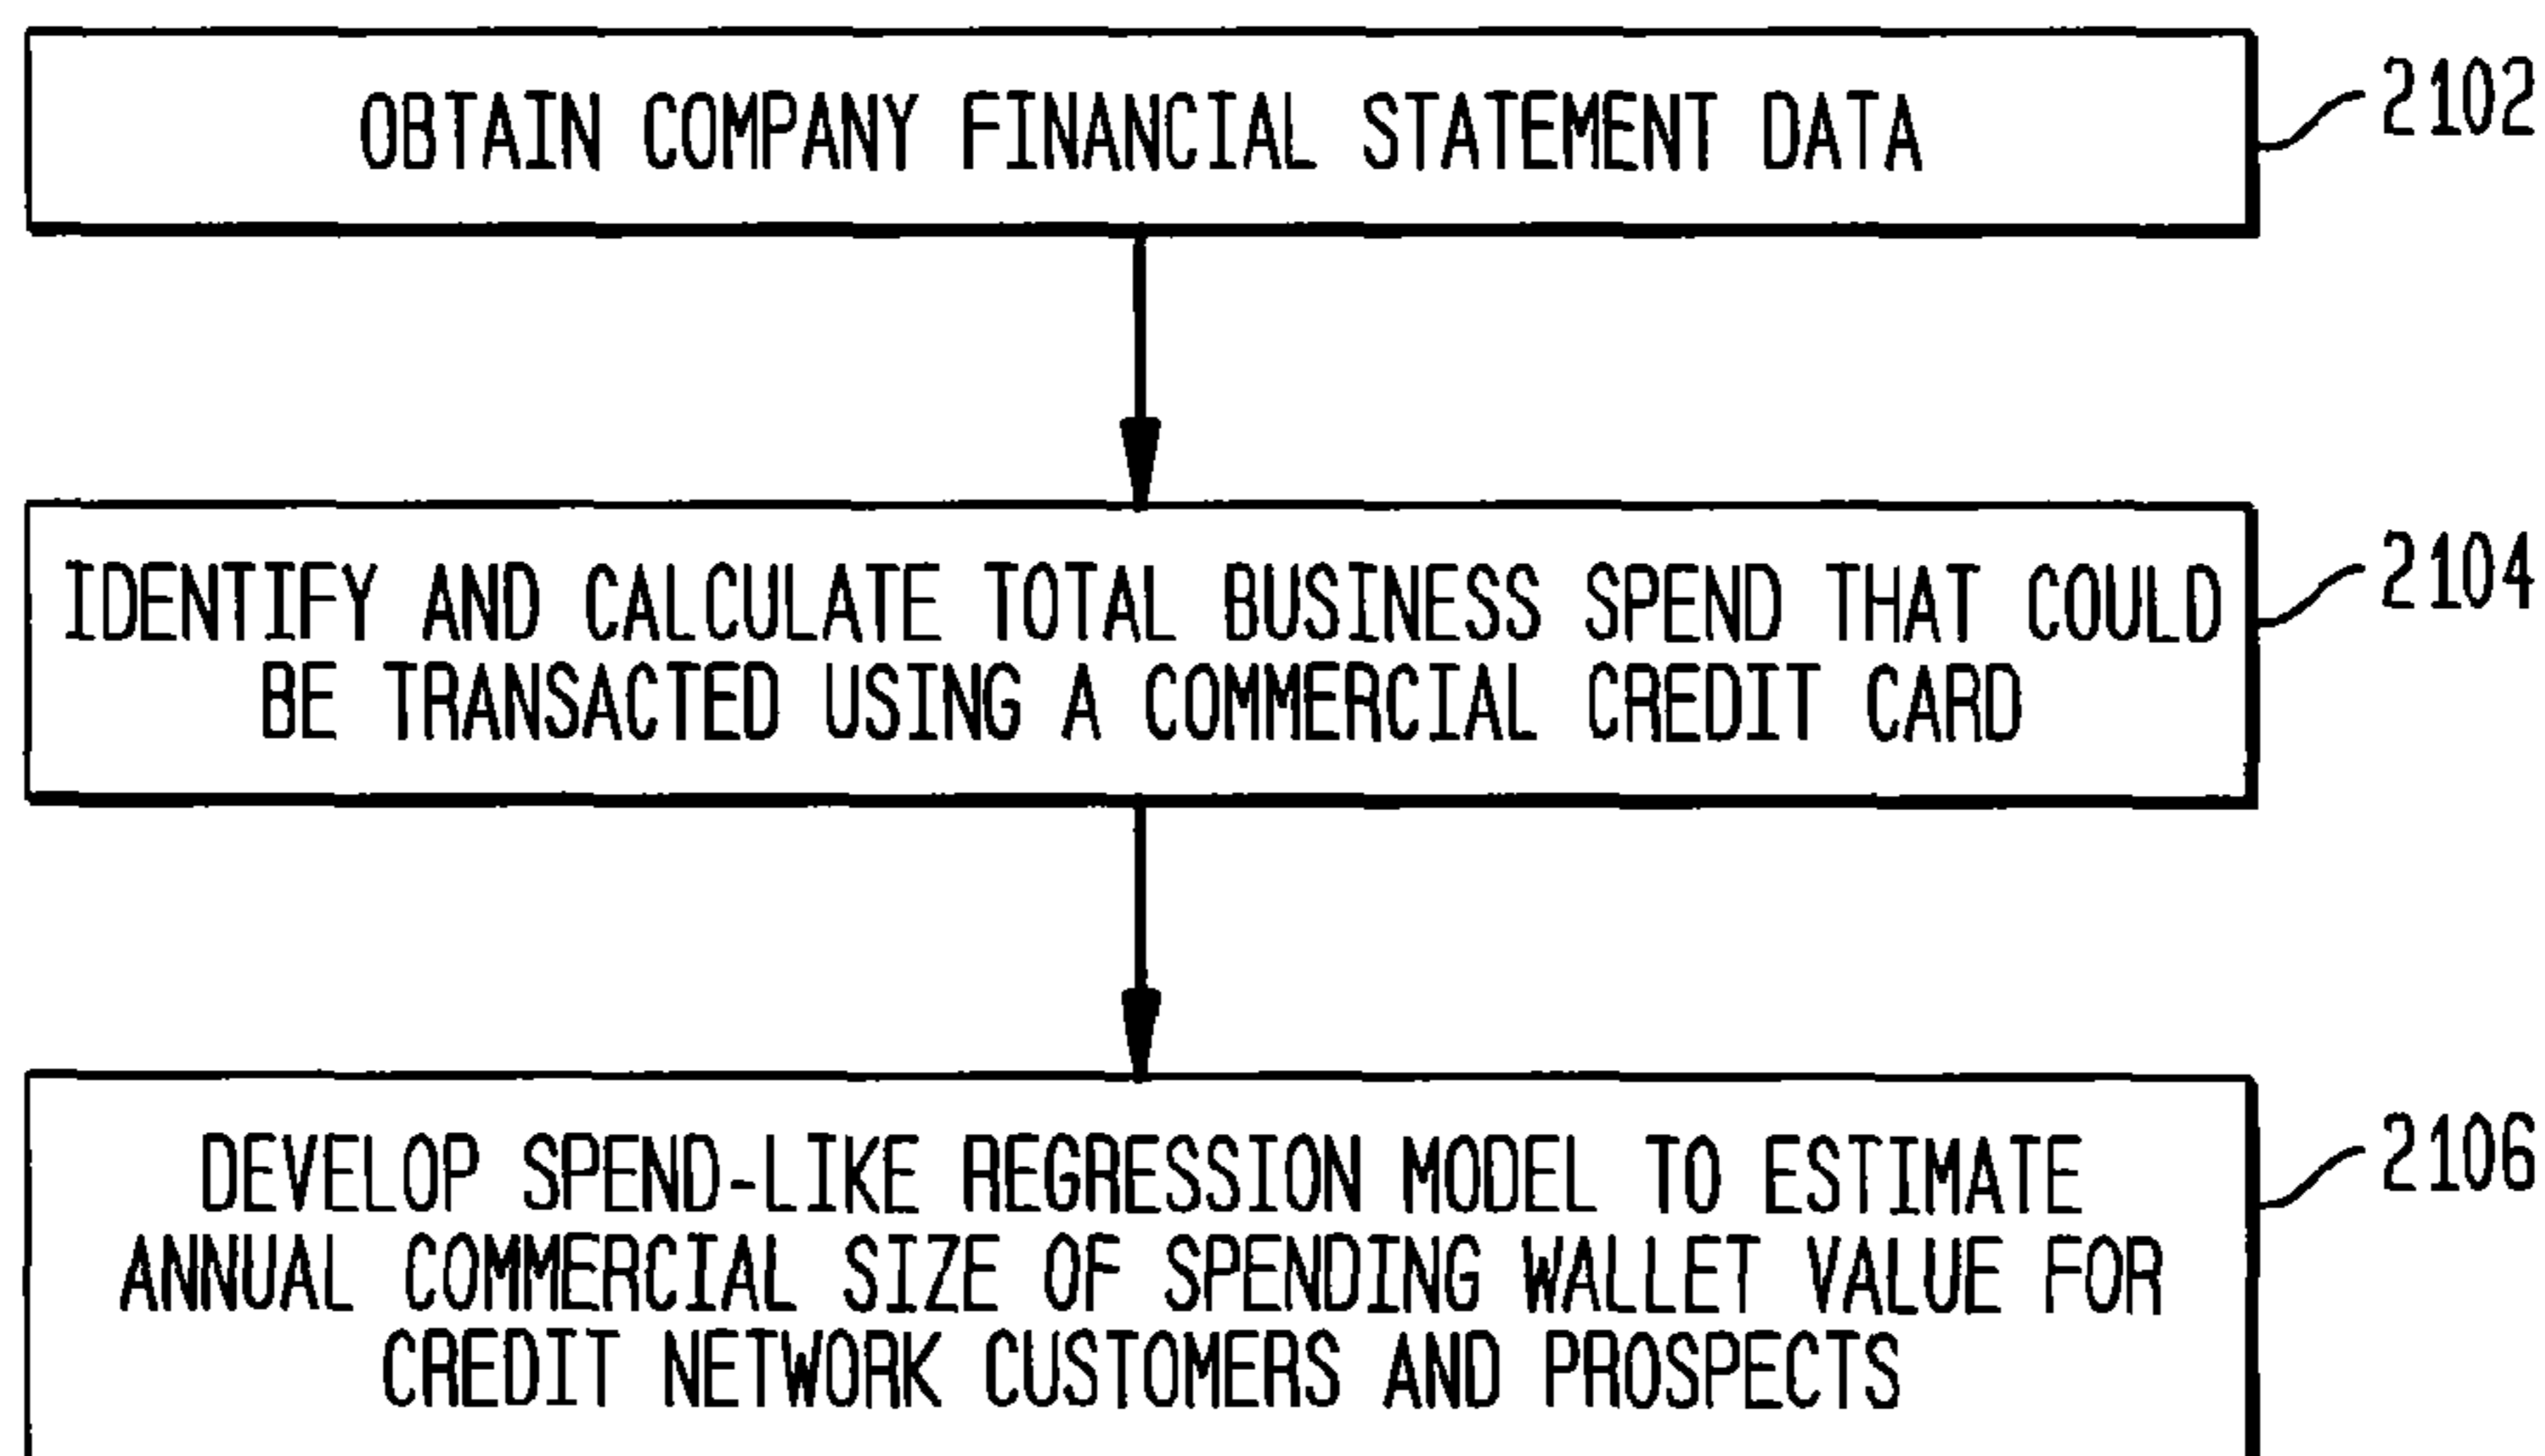 OBTAIN COMPANY FINANCIAL STATEMENT DATA
2102
IDENTIFY AND CALCULATE TOTAL BUSINESS SPEND THAT COULD
BE TRANSACTED USING A COMMERCIAL CREDIT CARD
2104
DEVELOP SPEND-LIKE REGRESSION MODEL TO ESTIMATE
ANNUAL COMMERCIAL SIZE OF SPENDING WALLET VALUE FOR
CREDIT NETWORK CUSTOMERS AND PROSPECTS
2106